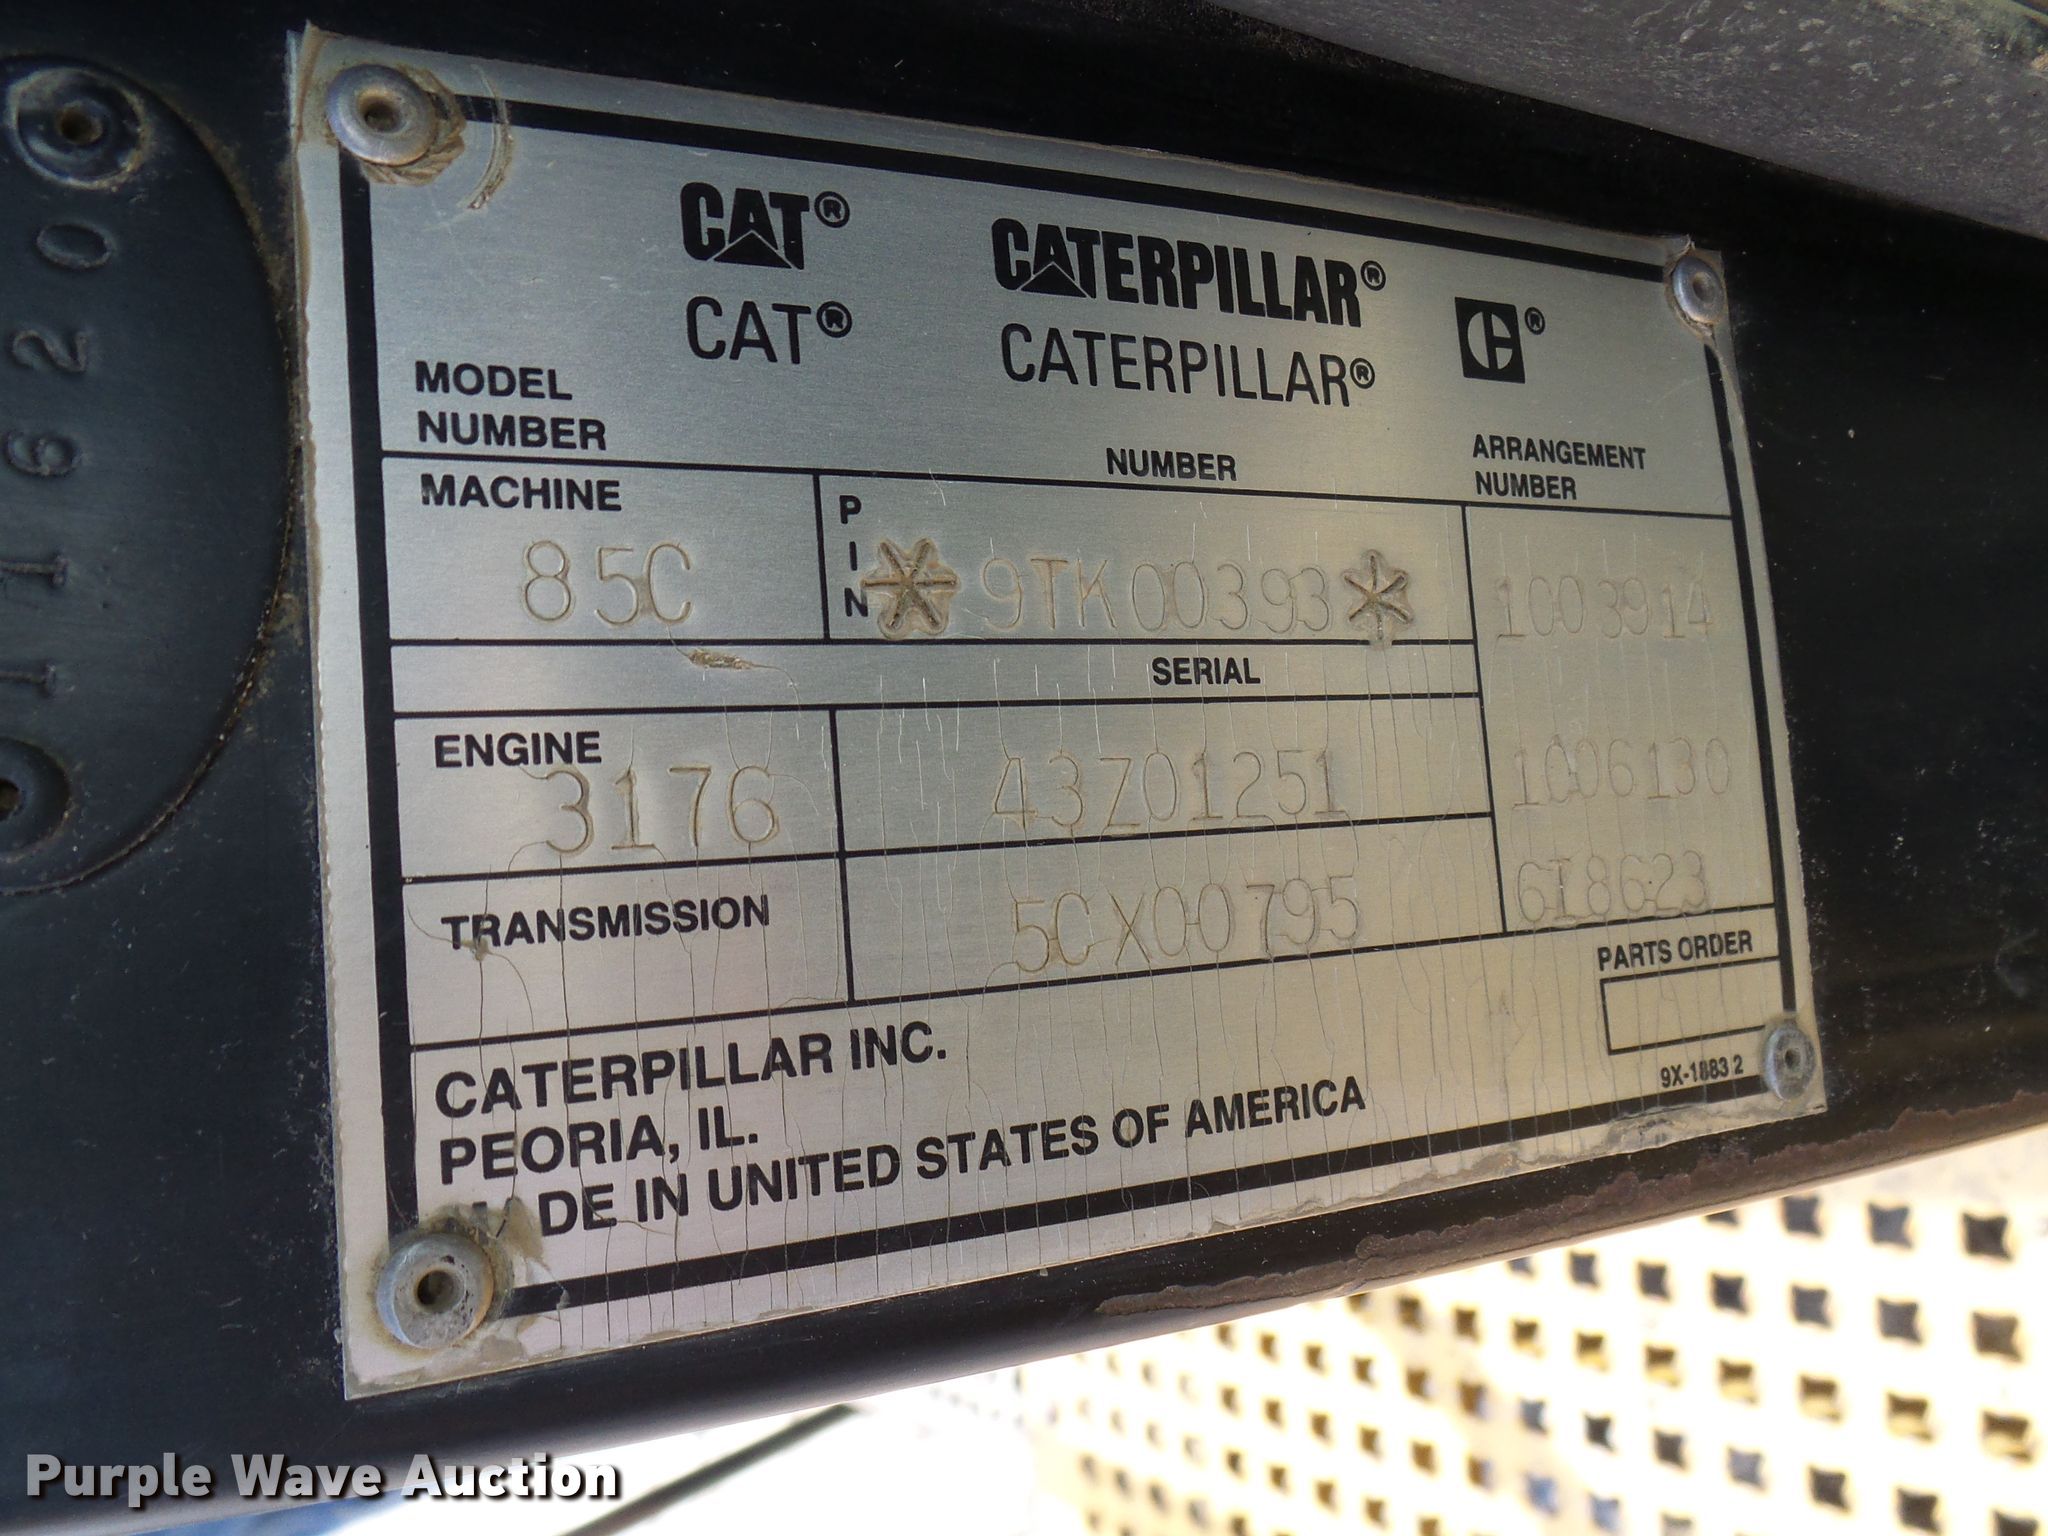 CAT® CATERPILLAR®
CAT® CATERPILLAR® ®
MODEL
NUMBER
NUMBER
ARRANGEMENT
NUMBER
MACHINE
85C
PIN
*9TK00393*
1003914
SERIAL
ENGINE
3176
43Z01251
1006130
TRANSMISSION
5CX00795
6I8623
PARTS ORDER
CATERPILLAR INC.
PEORIA, IL.
MADE IN UNITED STATES OF AMERICA
9X-1883 2
111620
Purple Wave Auction